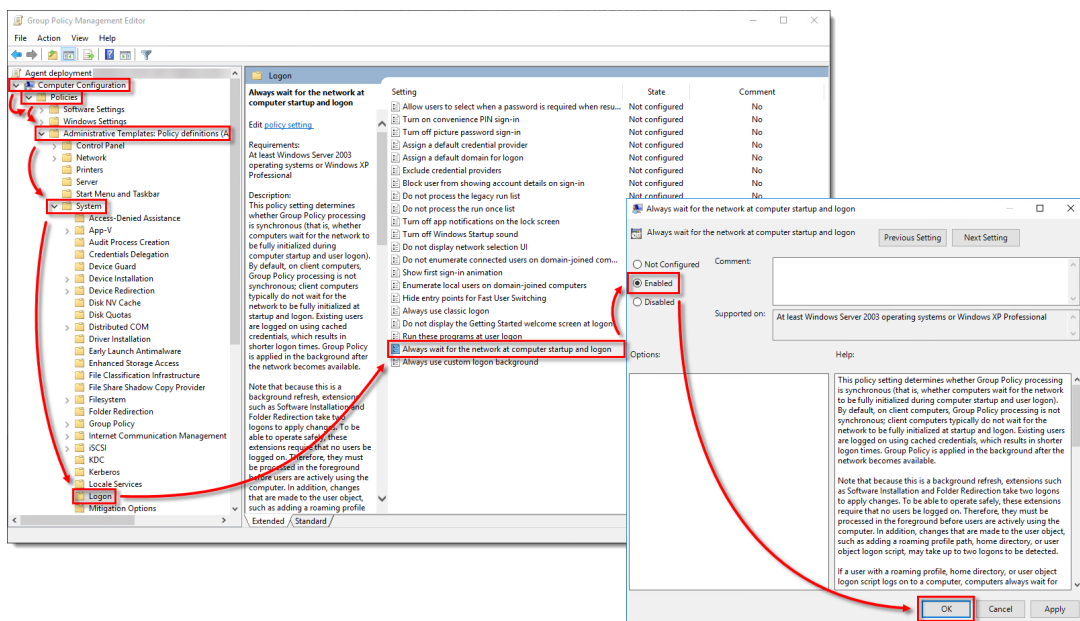 Group Policy Management Editor
File Action View Help
Agent deployment
Computer Configuration
Policies
Software Settings
Windows Settings
Administrative Templates: Policy definitions (A
Control Panel
Network
Printers
Server
Start Menu and Taskbar
System
Access-Denied Assistance
App-V
Audit Process Creation
Credentials Delegation
Device Guard
Device Installation
Device Redirection
Disk NV Cache
Disk Quotas
Distributed COM
Driver Installation
Early Launch Antimalware
Enhanced Storage Access
File Classification Infrastructure
File Share Shadow Copy Provider
Filesystem
Folder Redirection
Group Policy
Internet Communication Management
iSCSI
KDC
Kerberos
Locale Services
Logon
Mitigation Options
Logon
Always wait for the network at
computer startup and logon
Edit policy setting
Requirements:
At least Windows Server 2003
operating systems or Windows XP
Professional
Description:
This policy setting determines
whether Group Policy processing
is synchronous (that is, whether
computers wait for the network to
be fully initialized during
computer startup and user logon).
By default, on client computers,
Group Policy processing is not
synchronous; client computers
typically do not wait for the
network to be fully initialized at
startup and logon. Existing users
are logged on using cached
credentials, which results in
shorter logon times. Group Policy
is applied in the background after
the network becomes available.
Note that because this is a
background refresh, extensions
such as Software Installation and
Folder Redirection take two
logons to apply changes. To be
able to operate safely, these
extensions require that no users be
logged on. Therefore, they must
be processed in the foreground
before users are actively using the
computer. In addition, changes
that are made to the user object,
such as adding a roaming profile
Setting State Comment
Allow users to select when a password is required when resu... Not configured No
Turn on convenience PIN sign-in Not configured No
Turn off picture password sign-in Not configured No
Assign a default credential provider Not configured No
Assign a default domain for logon Not configured No
Exclude credential providers Not configured No
Block user from showing account details on sign-in Not configured No
Do not process the legacy run list Not configured No
Do not process the run once list
Turn off app notifications on the lock screen
Turn off Windows Startup sound
Do not display network selection UI
Do not enumerate connected users on domain-joined com...
Show first sign-in animation
Enumerate local users on domain-joined computers
Hide entry points for Fast User Switching
Always use classic logon
Do not display the Getting Started welcome screen at logon
Run these programs at user logon
Always wait for the network at computer startup and logon
Always use custom logon background
Extended Standard
Always wait for the network at computer startup and logon
Always wait for the network at computer startup and logon
Previous Setting Next Setting
Not Configured Comment:
Enabled
Disabled
Supported on: At least Windows Server 2003 operating systems or Windows XP Professional
Options: Help:
This policy setting determines whether Group Policy processing
is synchronous (that is, whether computers wait for the network
to be fully initialized during computer startup and user logon).
By default, on client computers, Group Policy processing is not
synchronous; client computers typically do not wait for the
network to be fully initialized at startup and logon. Existing users
are logged on using cached credentials, which results in shorter
logon times. Group Policy is applied in the background after the
network becomes available.
Note that because this is a background refresh, extensions such
as Software Installation and Folder Redirection take two logons
to apply changes. To be able to operate safely, these extensions
require that no users be logged on. Therefore, they must be
processed in the foreground before users are actively using the
computer. In addition, changes that are made to the user object,
such as adding a roaming profile path, home directory, or user
object logon script, may take up to two logons to be detected.
If a user with a roaming profile, home directory, or user object
logon script logs on to a computer, computers always wait for
OK Cancel Apply